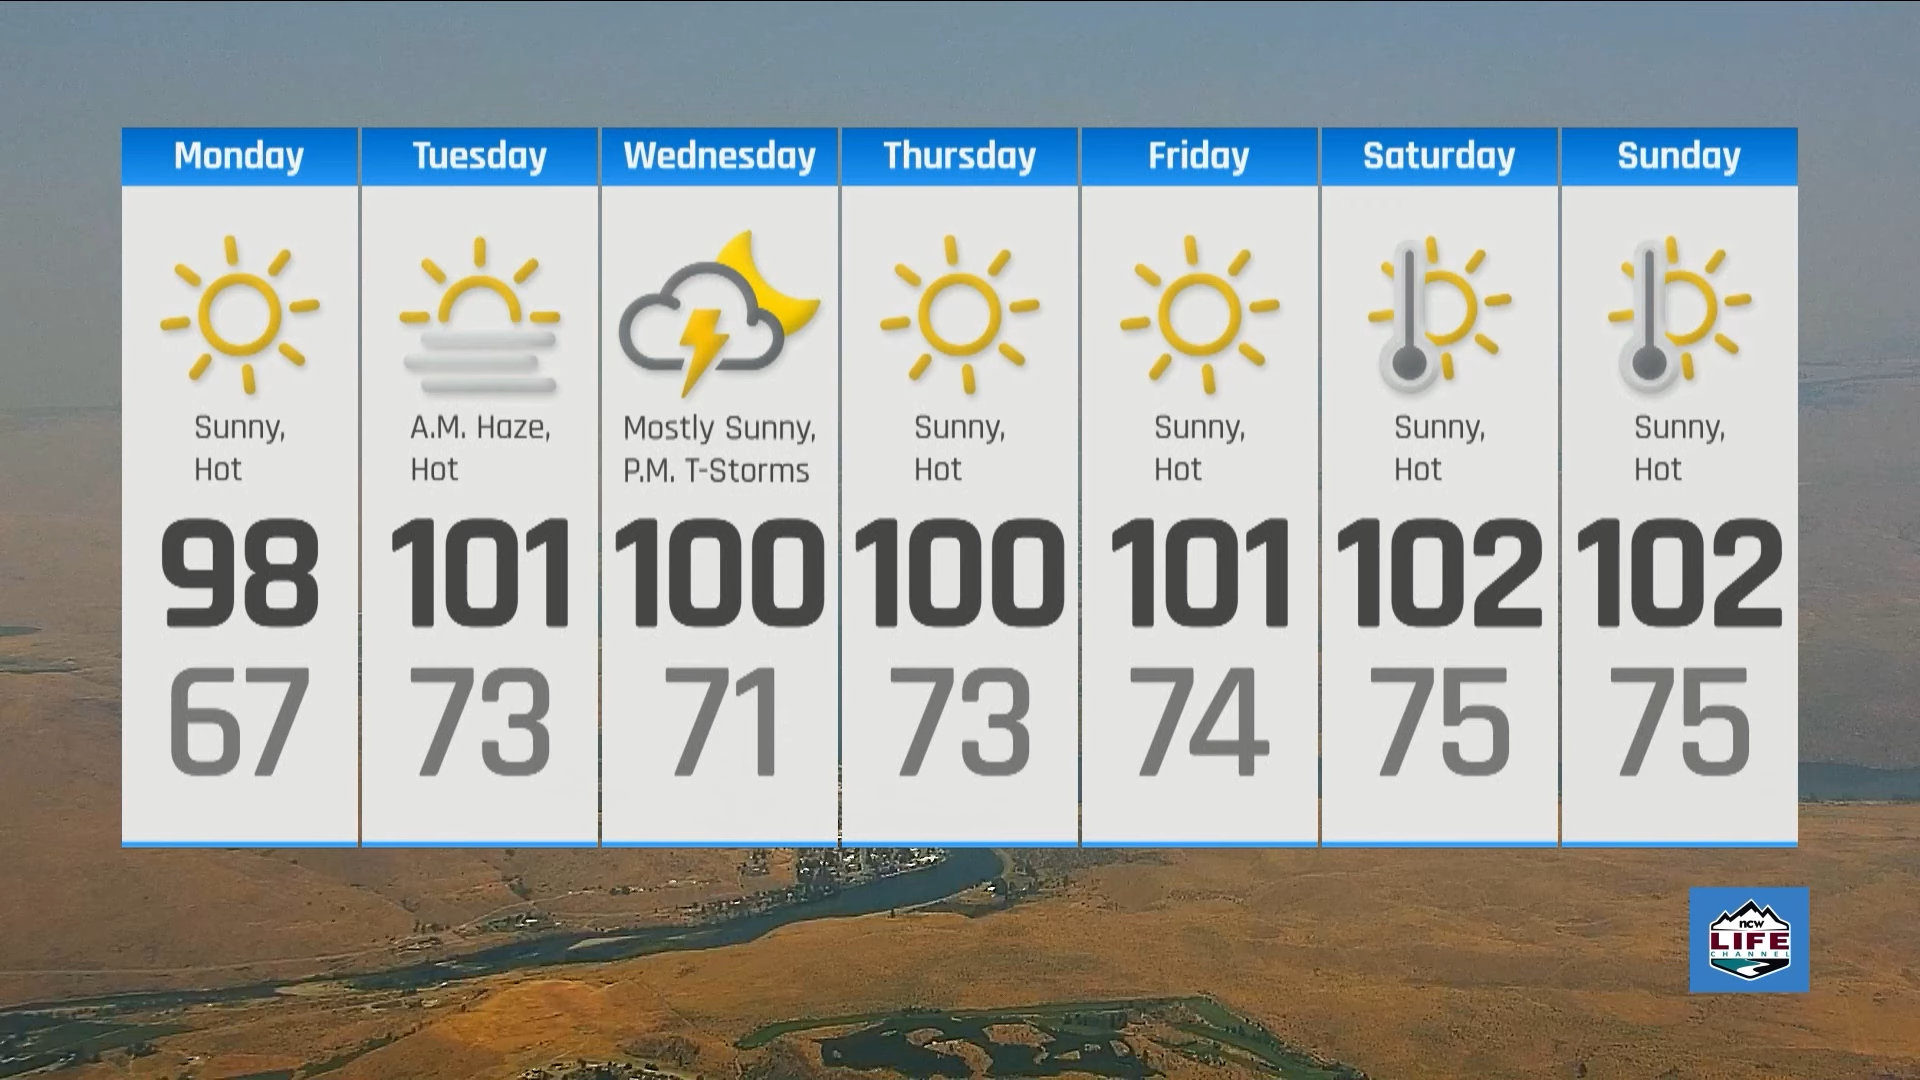 Monday
Tuesday
Wednesday
Thursday
Friday
Saturday
Sunday
Sunny,
Hot
A.M. Haze,
Hot
Mostly Sunny,
P.M. T-Storms
Sunny,
Hot
Sunny,
Hot
Sunny,
Hot
Sunny,
Hot
98
101
100
100
101
102
102
67
73
71
73
74
75
75
ncw
LIFE
CHANNEL